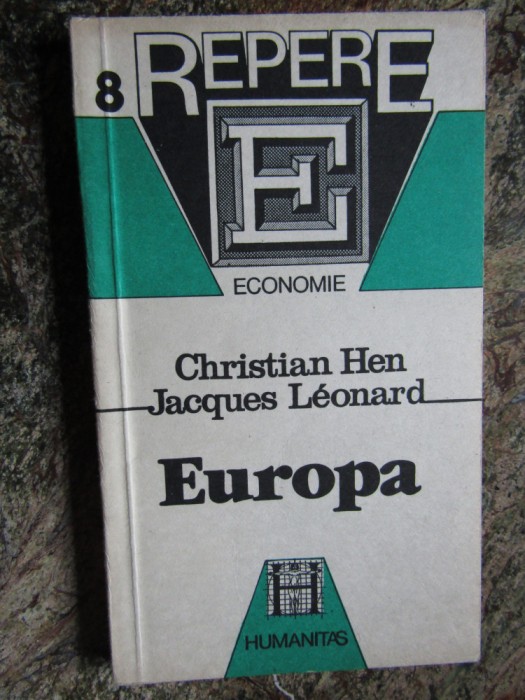 8 REPERE
E
ECONOMIE
Christian Hen
Jacques Léonard
Europa
H
HUMANITAS